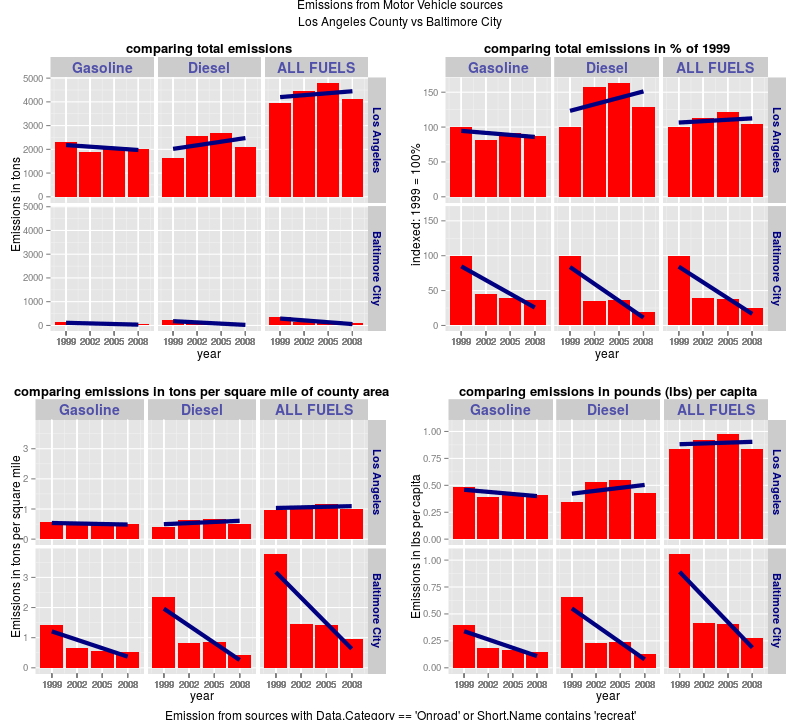 Emissions from Motor Vehicle sources
Los Angeles County vs Baltimore City
comparing total emissions
Gasoline Diesel ALL FUELS
5000
4000
3000
2000
1000
0
Los Angeles
5000
4000
3000
2000
1000
0
Baltimore City
Emissions in tons
1999 2002 2005 2008 1999 2002 2005 2008 1999 2002 2005 2008
year
comparing total emissions in % of 1999
Gasoline Diesel ALL FUELS
150
100
50
0
Los Angeles
150
100
50
0
Baltimore City
indexed: 1999 = 100%
1999 2002 2005 2008 1999 2002 2005 2008 1999 2002 2005 2008
year
comparing emissions in tons per square mile of county area
Gasoline Diesel ALL FUELS
3
2
1
0
Los Angeles
3
2
1
0
Baltimore City
Emissions in tons per square mile
1999 2002 2005 2008 1999 2002 2005 2008 1999 2002 2005 2008
year
comparing emissions in pounds (lbs) per capita
Gasoline Diesel ALL FUELS
1.00
0.75
0.50
0.25
0.00
Los Angeles
1.00
0.75
0.50
0.25
0.00
Baltimore City
Emissions in lbs per capita
1999 2002 2005 2008 1999 2002 2005 2008 1999 2002 2005 2008
year
Emission from sources with Data.Category == 'Onroad' or Short.Name contains 'recreat'